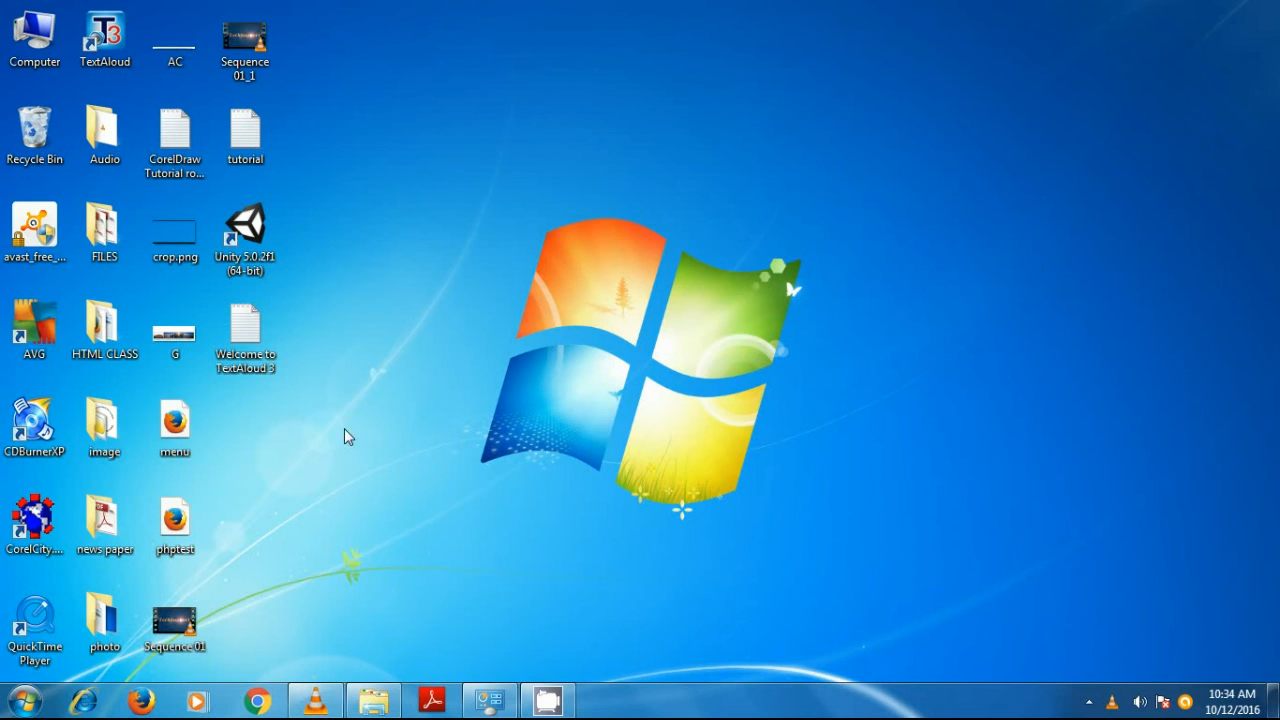 Computer
TextAloud
AC
Sequence
01_1
Recycle Bin
Audio
CorelDraw
Tutorial ro...
tutorial
avast_free_...
FILES
crop.png
Unity 5.0.2f1
(64-bit)
AVG
HTML CLASS
G
Welcome to
TextAloud 3
CDBurnerXP
image
menu
CorelCity....
news paper
phptest
QuickTime
Player
photo
Sequence 01
10:34 AM
10/12/2016